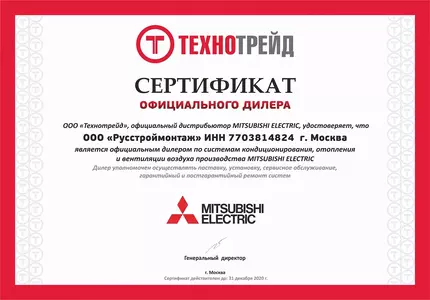 ТЕХНОТРЕЙД
СЕРТИФИКАТ
ОФИЦИАЛЬНОГО ДИЛЕРА
ООО «Технотрейд», официальный дистрибьютор MITSUBISHI ELECTRIC, удостоверяет, что
ООО «Русстроймонтаж» ИНН 7703814824 г. Москва
является официальным дилером по системам кондиционирования, отопления
и вентиляции воздуха производства MITSUBISHI ELECTRIC
Дилер уполномочен осуществлять поставку, установку, сервисное обслуживание,
гарантийный и постгарантийный ремонт систем
MITSUBISHI
ELECTRIC
Генеральный директор
г. Москва
Сертификат действителен до: 31 декабря 2020 г.